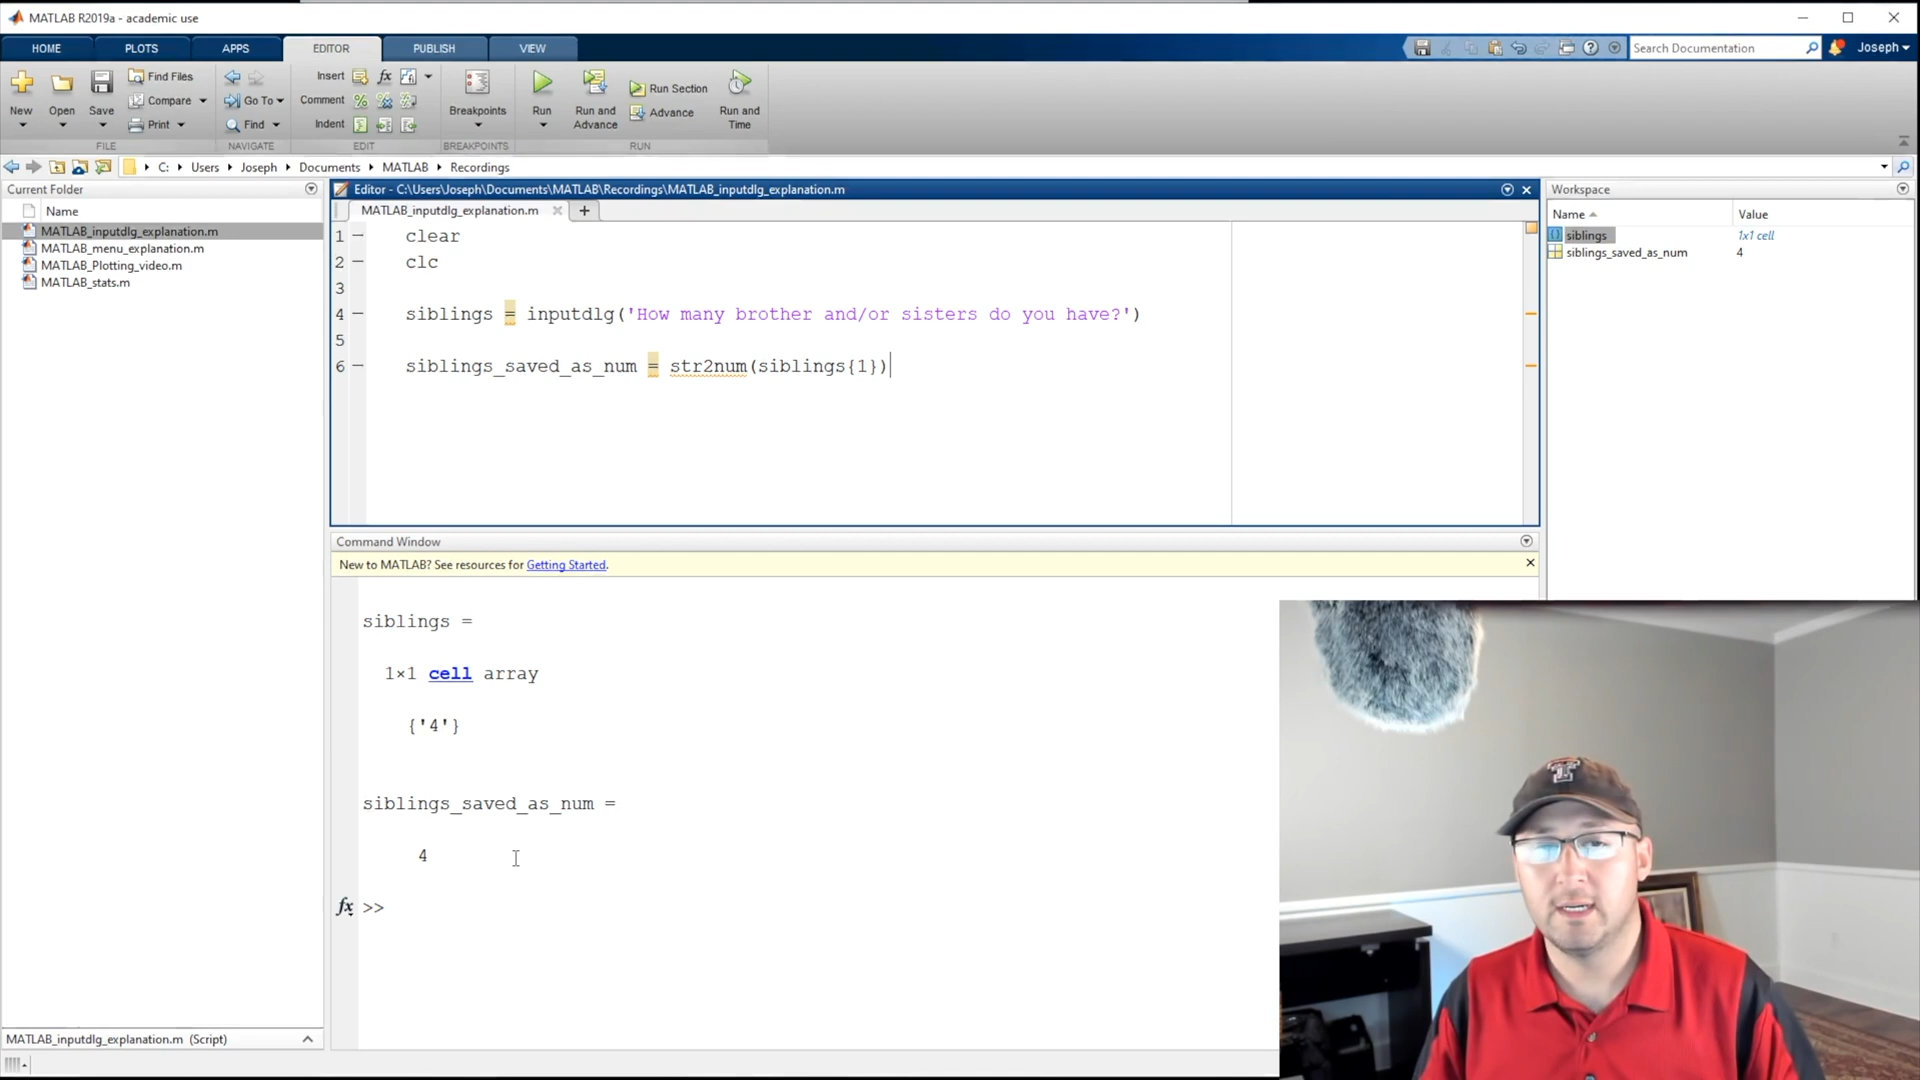 MATLAB R2019a - academic use
HOME PLOTS APPS EDITOR PUBLISH VIEW
Search Documentation
Joseph
New
Open
Save
Find Files
Compare
Print
FILE
Go To
Find
NAVIGATE
Insert fx
Comment
Indent
EDIT
Breakpoints
BREAKPOINTS
Run
Run and
Advance
Run Section
Advance
Run and
Time
RUN
C: Users Joseph Documents MATLAB Recordings
Current Folder
Name
MATLAB_inputdlg_explanation.m
MATLAB_menu_explanation.m
MATLAB_Plotting_video.m
MATLAB_stats.m
MATLAB_inputdlg_explanation.m (Script)
Editor - C:\Users\Joseph\Documents\MATLAB\Recordings\MATLAB_inputdlg_explanation.m
MATLAB_inputdlg_explanation.m
1 clear
2 clc
3
4 siblings = inputdlg('How many brother and/or sisters do you have?')
5
6 siblings_saved_as_num = str2num(siblings{1})
Command Window
New to MATLAB? See resources for Getting Started.
siblings =
1×1 cell array
{'4'}
siblings_saved_as_num =
4
fx >>
Workspace
Name Value
siblings 1x1 cell
siblings_saved_as_num 4